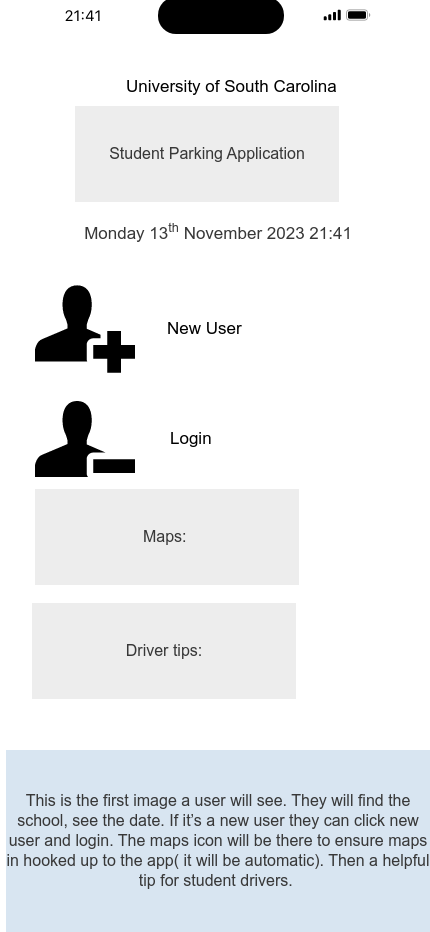 21:41
University of South Carolina
Student Parking Application
Monday 13th November 2023 21:41
New User
Login
Maps:
Driver tips:
This is the first image a user will see. They will find the
school, see the date. If it’s a new user they can click new
user and login. The maps icon will be there to ensure maps
in hooked up to the app( it will be automatic). Then a helpful
tip for student drivers.